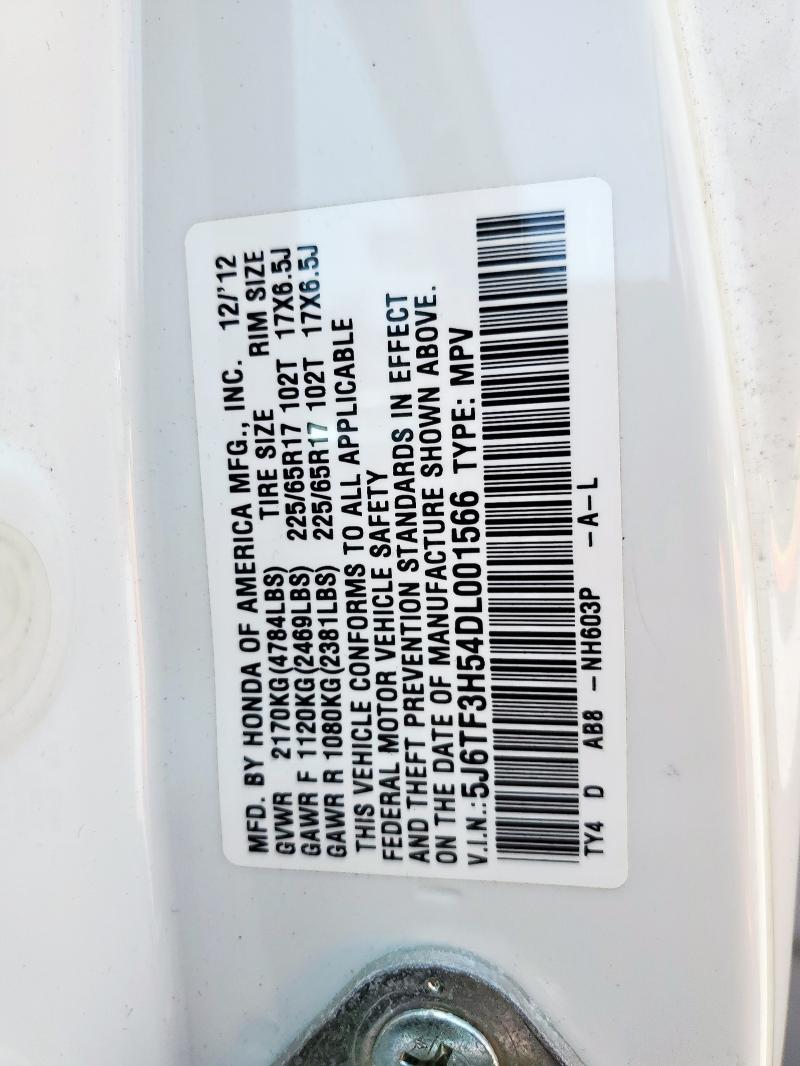 MFD. BY HONDA OF AMERICA MFG., INC. 12/'12
GVWR 2170KG(4784LBS) TIRE SIZE RIM SIZE
GAWR F 1120KG(2469LBS) 225/65R17 102T 17X6.5J
GAWR R 1080KG(2381LBS) 225/65R17 102T 17X6.5J
THIS VEHICLE CONFORMS TO ALL APPLICABLE
FEDERAL MOTOR VEHICLE SAFETY
AND THEFT PREVENTION STANDARDS IN EFFECT
ON THE DATE OF MANUFACTURE SHOWN ABOVE.
V.I.N.:5J6TF3H54DL001566 TYPE: MPV
TY4 D AB8 -NH603P -A-L